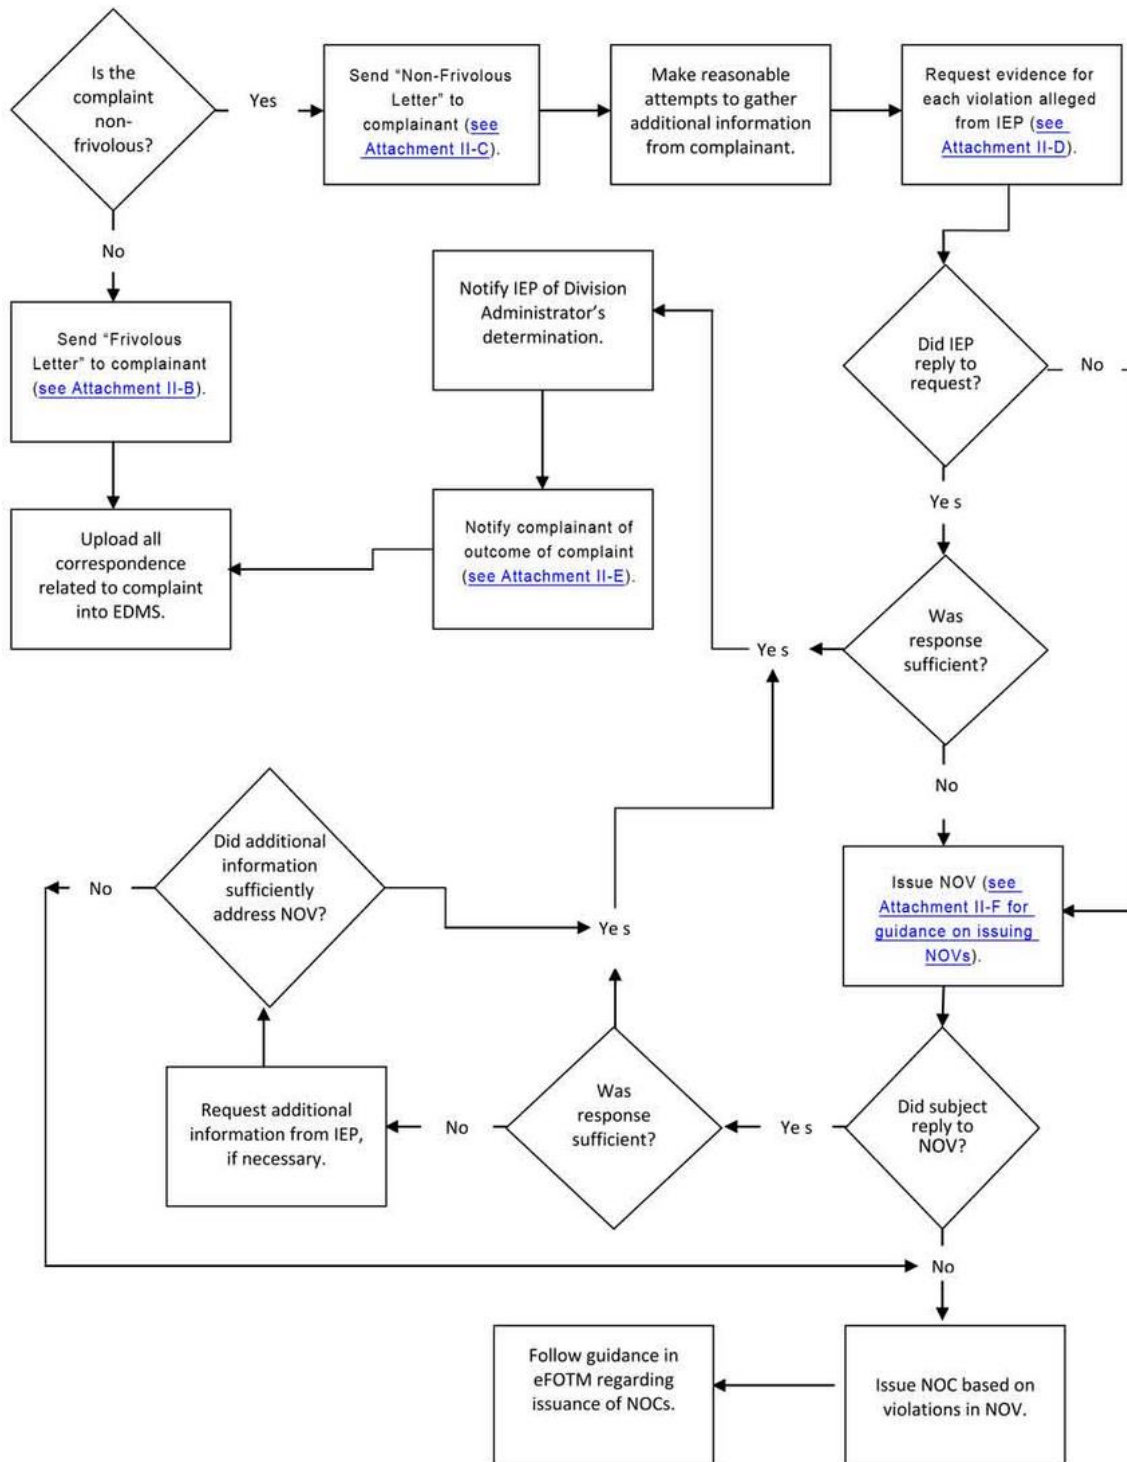 Is the
complaint
non-
frivolous?
Yes
Send "Non-Frivolous
Letter" to
complainant (see
Attachment II-C).
Make reasonable
attempts to gather
additional information
from complainant.
Request evidence for
each violation alleged
from IEP (see
Attachment II-D).
No
Send "Frivolous
Letter" to complainant
(see Attachment II-B).
Upload all
correspondence
related to complaint
into EDMS.
Notify IEP of Division
Administrator's
determination.
Notify complainant of
outcome of complaint
(see Attachment II-E).
Did IEP
reply to
request?
No
Yes
Was
response
sufficient?
Yes
No
Issue NOV (see
Attachment II-F for
guidance on issuing
NOVs).
Did additional
information
sufficiently
address NOV?
No
Yes
Request additional
information from IEP,
if necessary.
No
Was
response
sufficient?
Yes
Did subject
reply to
NOV?
No
Follow guidance in
eFOTM regarding
issuance of NOCs.
Issue NOC based on
violations in NOV.